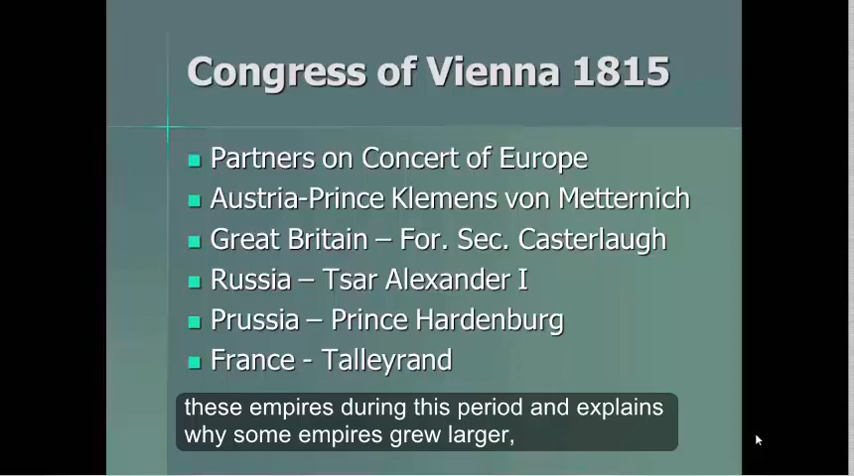 Congress of Vienna 1815
Partners on Concert of Europe
Austria-Prince Klemens von Metternich
Great Britain – For. Sec. Casterlaugh
Russia – Tsar Alexander I
Prussia – Prince Hardenburg
France - Talleyrand
these empires during this period and explains
why some empires grew larger,